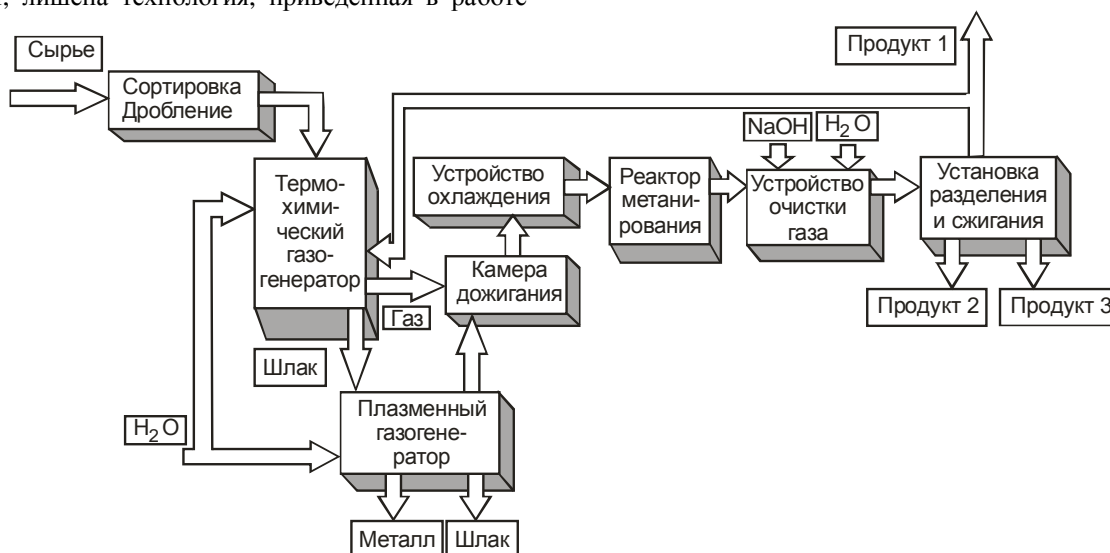 лишена технология, приведенная в работе
Сырье
Продукт 1
Сортировка
Дробление
NaOH
H2O
Термо-
хими-
ческий
газо-
генератор
Устройство
охлаждения
Реактор
метани-
рования
Устройство
очистки
газа
Установка
разделения
и сжигания
Камера
дожигания
Газ
Продукт 2
Продукт 3
Шлак
H2O
Плазменный
газогене-
ратор
Металл
Шлак